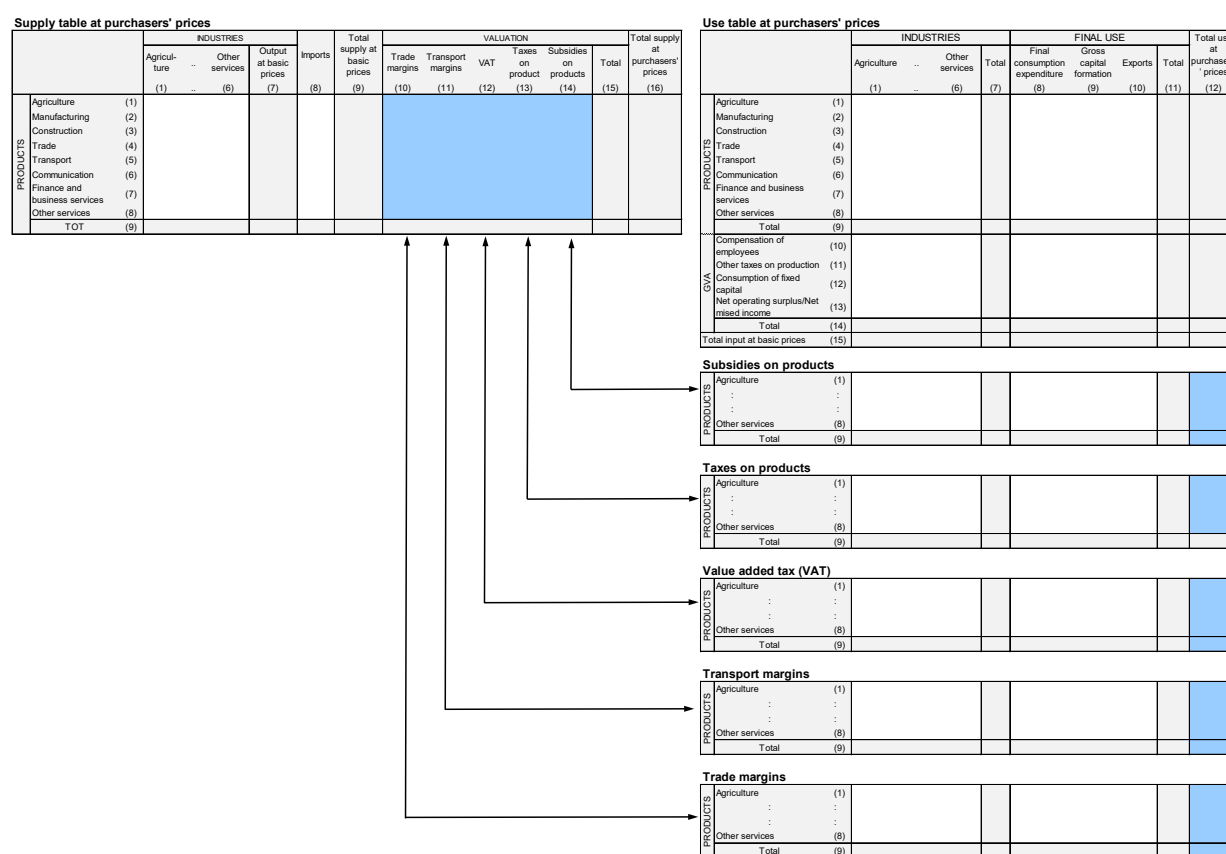 Supply table at purchasers' prices
INDUSTRIES
VALUATION
Agricul-
ture
..
Other
services
Output
at basic
prices
Imports
Total
supply at
basic
prices
Trade
margins
Transport
margins
VAT
Taxes
on
product
Subsidies
on
products
Total
Total supply
at
purchasers'
prices
(1) .. (6) (7) (8) (9) (10) (11) (12) (13) (14) (15) (16)
PRODUCTS
Agriculture (1)
Manufacturing (2)
Construction (3)
Trade (4)
Transport (5)
Communication (6)
Finance and
business services (7)
Other services (8)
TOT (9)
Use table at purchasers' prices
INDUSTRIES
FINAL USE
Agriculture
..
Other
services
Total
Final
consumption
expenditure
Gross
capital
formation
Exports
Total
Total us
at
purchase
' prices
(1) .. (6) (7) (8) (9) (10) (11) (12)
PRODUCTS
Agriculture (1)
Manufacturing (2)
Construction (3)
Trade (4)
Transport (5)
Communication (6)
Finance and business
services (7)
Other services (8)
Total (9)
GVA
Compensation of
employees (10)
Other taxes on production (11)
Consumption of fixed
capital (12)
Net operating surplus/Net
mised income (13)
Total (14)
Total input at basic prices (15)
Subsidies on products
PRODUCTS
Agriculture (1)
: :
: :
Other services (8)
Total (9)
Taxes on products
PRODUCTS
Agriculture (1)
: :
: :
Other services (8)
Total (9)
Value added tax (VAT)
PRODUCTS
Agriculture (1)
: :
: :
Other services (8)
Total (9)
Transport margins
PRODUCTS
Agriculture (1)
: :
: :
Other services (8)
Total (9)
Trade margins
PRODUCTS
Agriculture (1)
: :
: :
Other services (8)
Total (9)